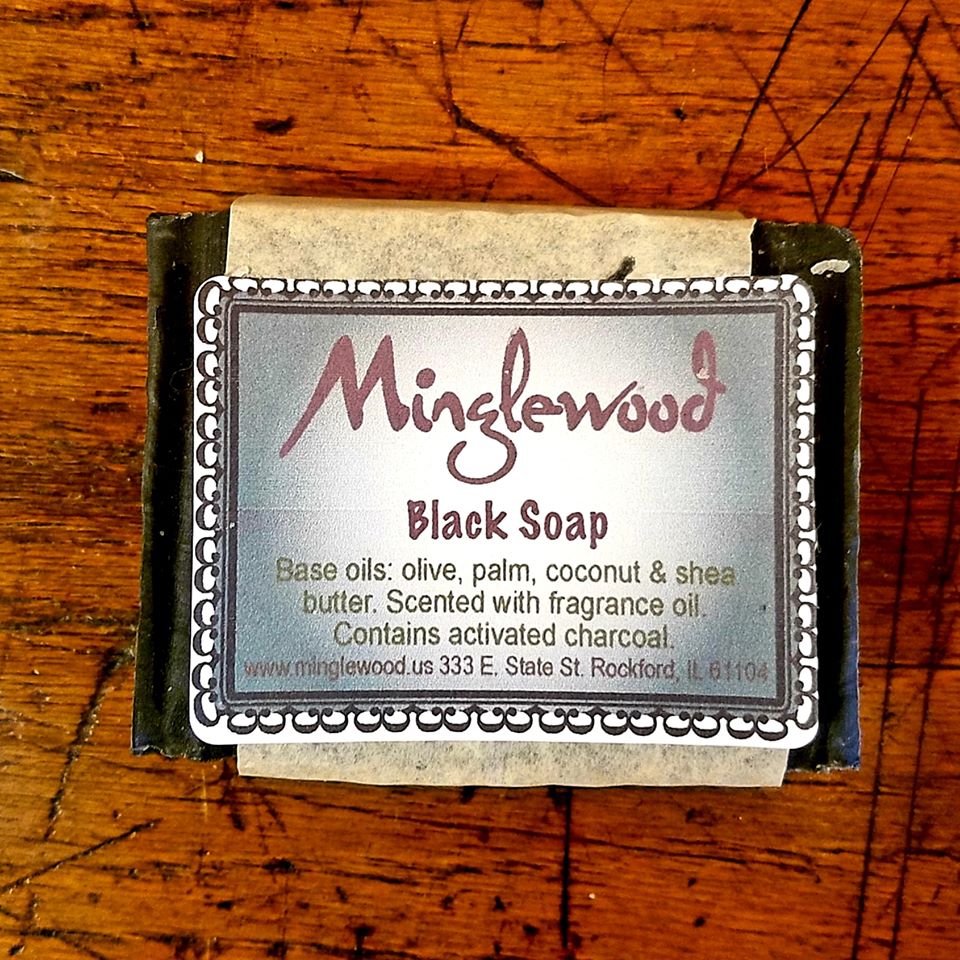 Minglewood
Black Soap
Base oils: olive, palm, coconut & shea
butter. Scented with fragrance oil.
Contains activated charcoal.
www.minglewood.us 333 E. State St. Rockford, IL 61104